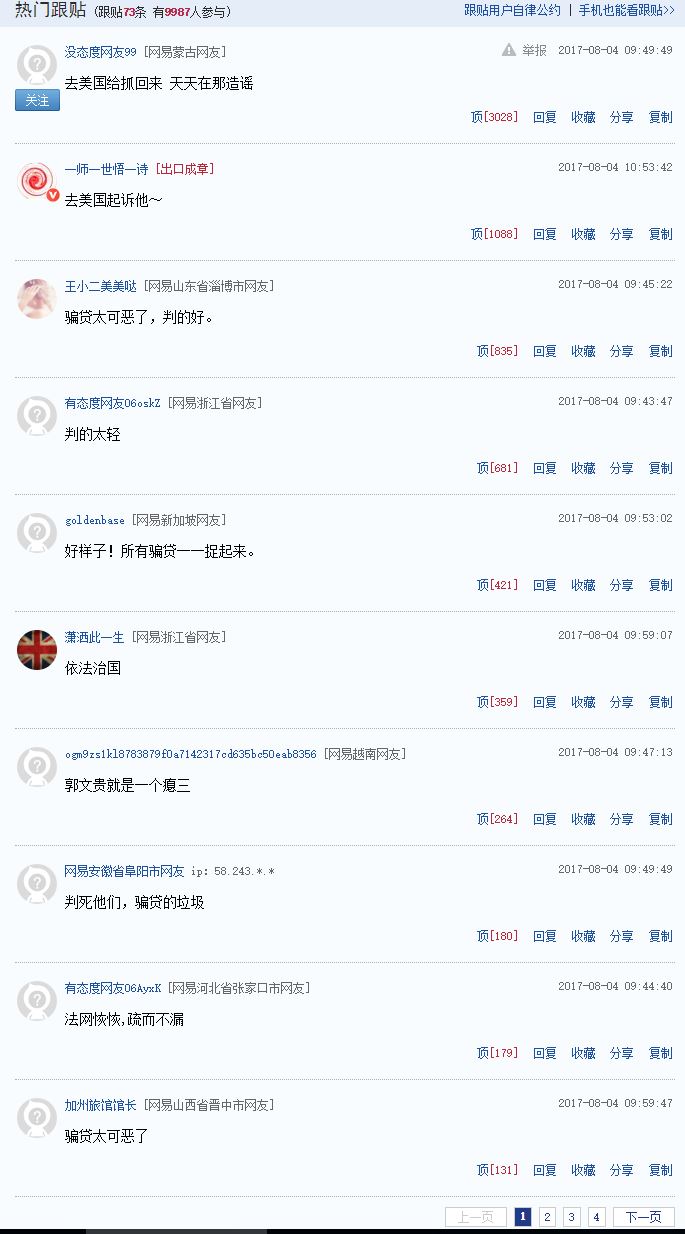 热门跟贴 (跟贴73条 有9987人参与) 跟贴用户自律公约 | 手机也能看跟贴>>
没态度网友99 [网易蒙古网友] 举报 2017-08-04 09:49:49
去美国给抓回来 天天在那造谣
关注
顶[3028] 回复 收藏 分享 复制
一师一世悟一诗 [出口成章] 2017-08-04 10:53:42
去美国起诉他～
顶[1088] 回复 收藏 分享 复制
王小二美美哒 [网易山东省淄博市网友] 2017-08-04 09:45:22
骗贷太可恶了，判的好。
顶[835] 回复 收藏 分享 复制
有态度网友06oskZ [网易浙江省网友] 2017-08-04 09:43:47
判的太轻
顶[681] 回复 收藏 分享 复制
goldenbase [网易新加坡网友] 2017-08-04 09:53:02
好样子！所有骗贷一一捉起来。
顶[421] 回复 收藏 分享 复制
潇洒此一生 [网易浙江省网友] 2017-08-04 09:59:07
依法治国
顶[359] 回复 收藏 分享 复制
ogm9zs1kl8783879f0a7142317cd635bc50eab8356 [网易越南网友] 2017-08-04 09:47:13
郭文贵就是一个瘪三
顶[264] 回复 收藏 分享 复制
网易安徽省阜阳市网友 ip: 58.243.*.* 2017-08-04 09:49:49
判死他们，骗贷的垃圾
顶[180] 回复 收藏 分享 复制
有态度网友06AyxK [网易河北省张家口市网友] 2017-08-04 09:44:40
法网恢恢,疏而不漏
顶[179] 回复 收藏 分享 复制
加州旅馆馆长 [网易山西省晋中市网友] 2017-08-04 09:59:47
骗贷太可恶了
顶[131] 回复 收藏 分享 复制
上一页 1 2 3 4 下一页